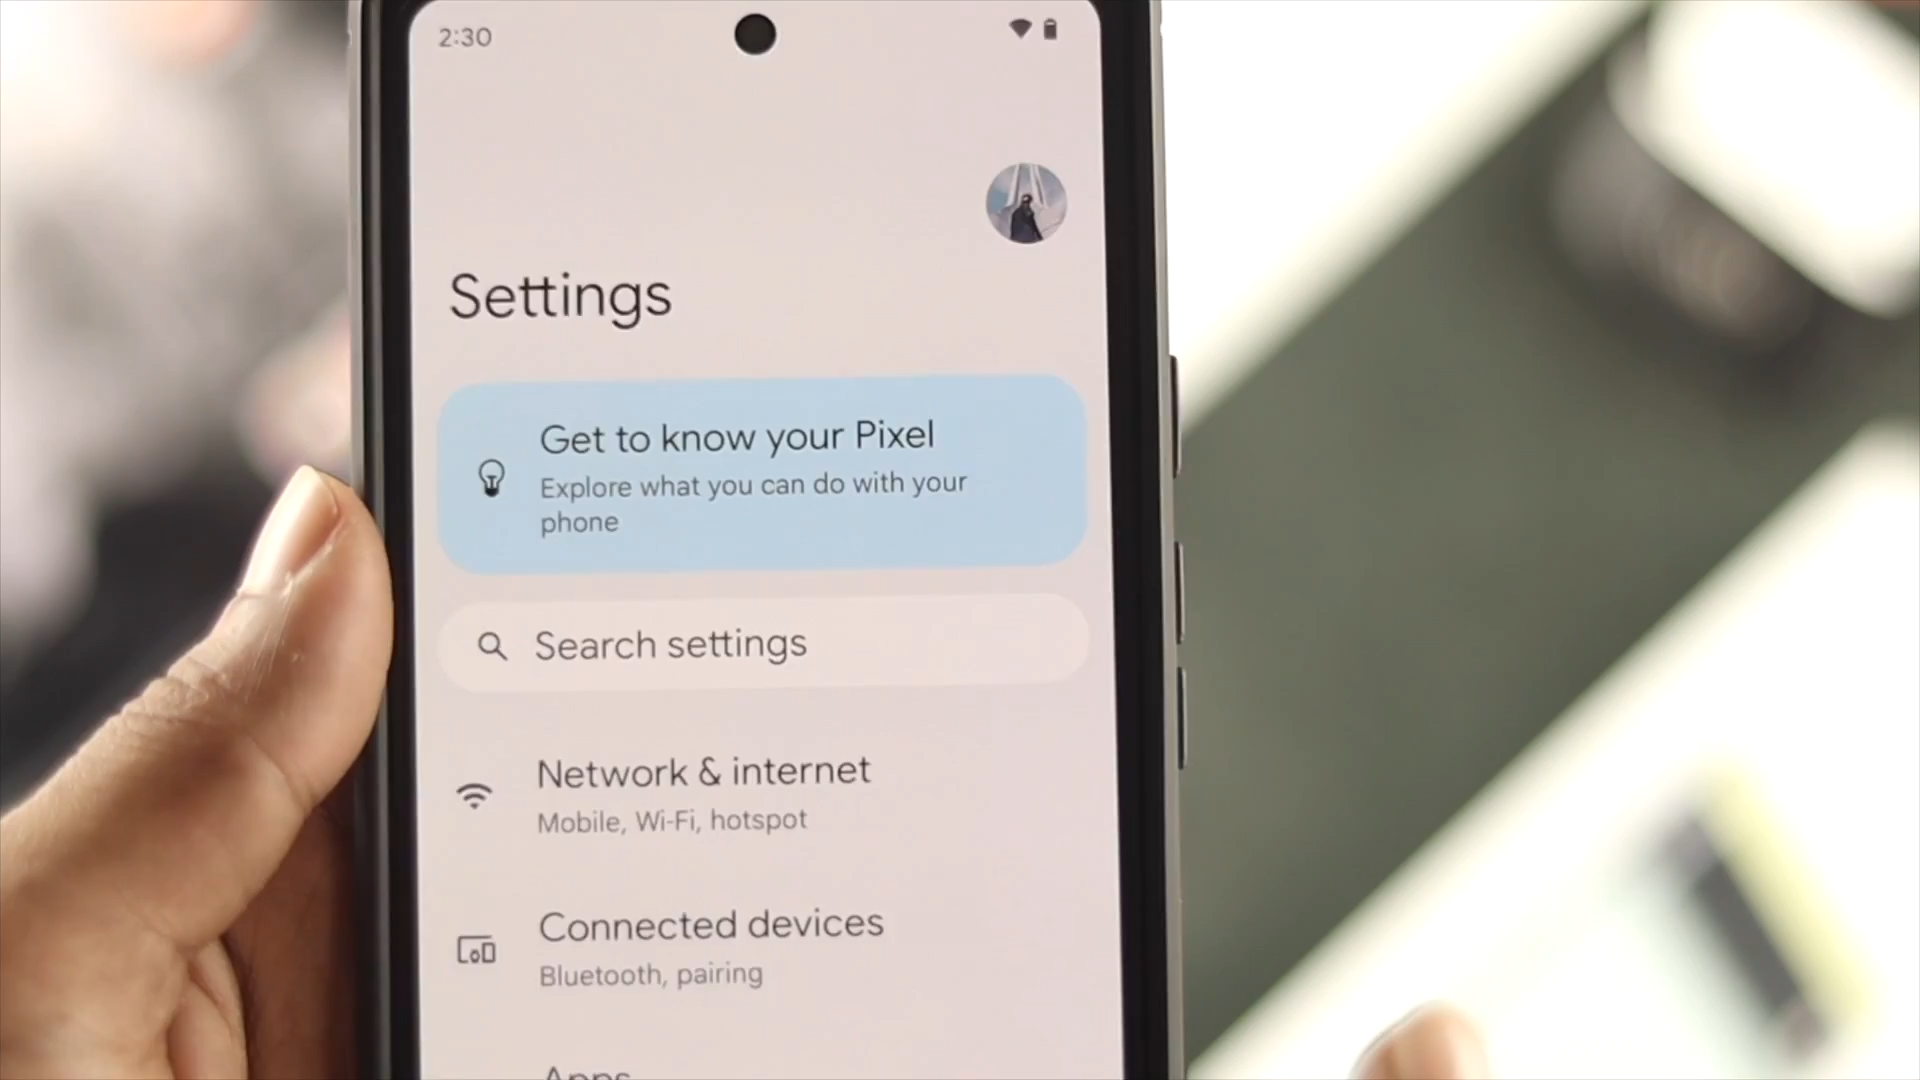 2:30
Settings
Get to know your Pixel
Explore what you can do with your
phone
Search settings
Network & internet
Mobile, Wi-Fi, hotspot
Connected devices
Bluetooth, pairing
Apps